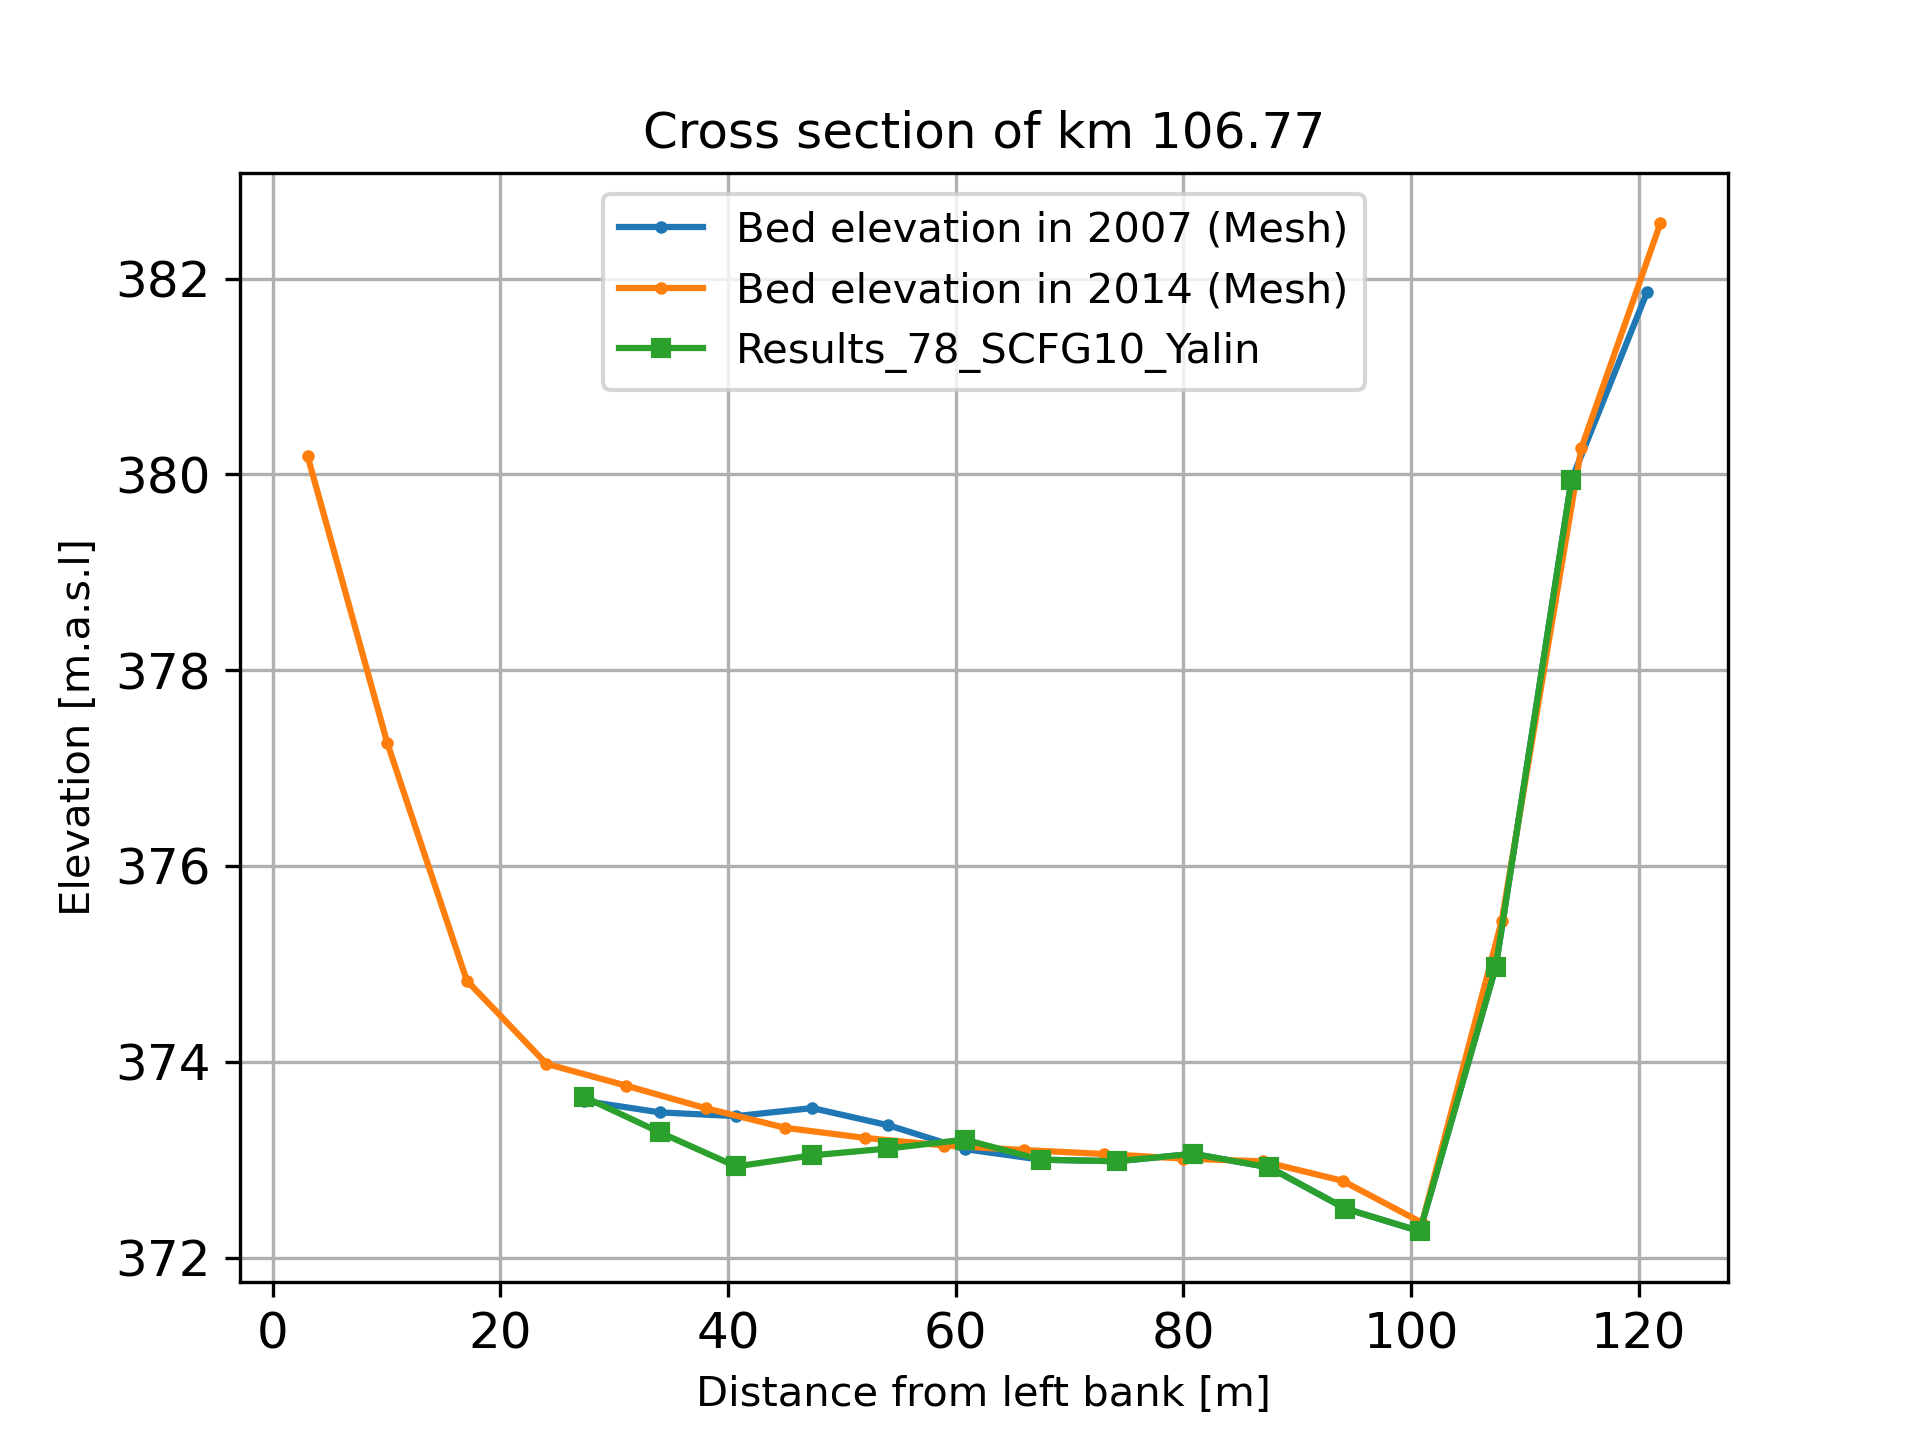 Cross section of km 106.77
Bed elevation in 2007 (Mesh)
Bed elevation in 2014 (Mesh)
Results_78_SCFG10_Yalin
Elevation [m.a.s.l]
382
380
378
376
374
372
0 20 40 60 80 100 120
Distance from left bank [m]